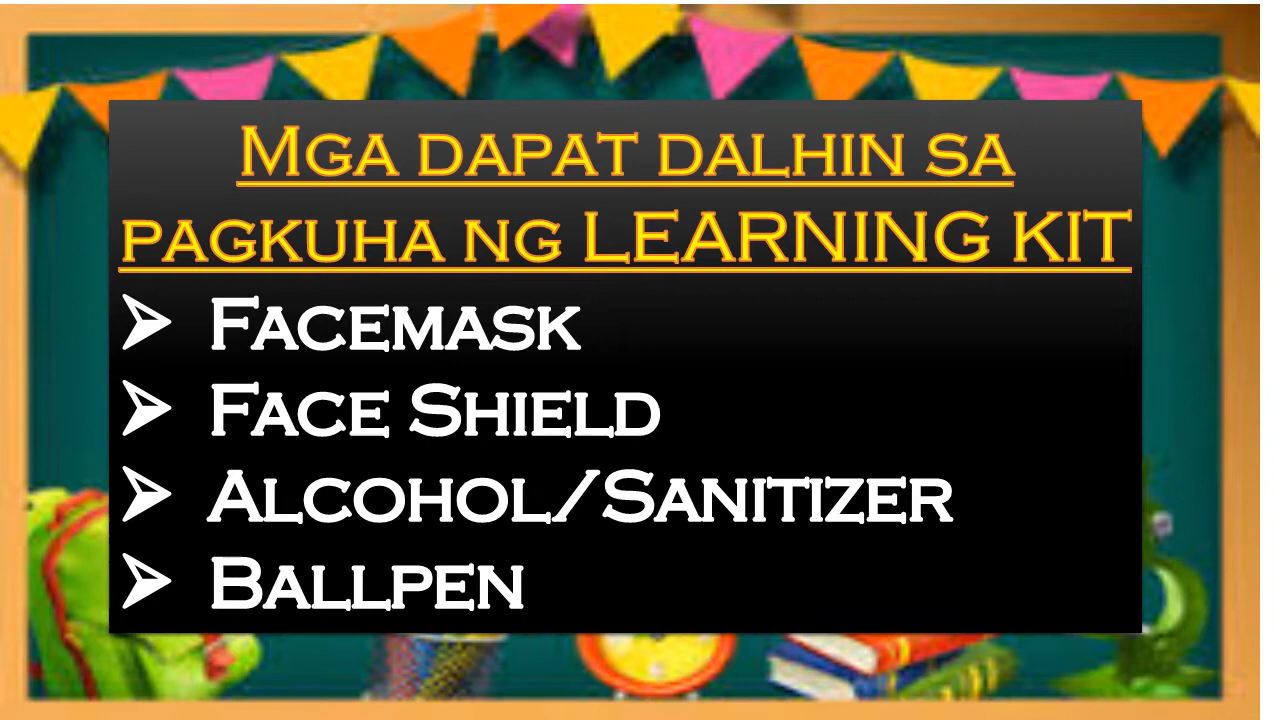 MGA DAPAT DALHIN SA
PAGKUHA NG LEARNING KIT
➢ FACEMASK
➢ FACE SHIELD
➢ ALCOHOL/SANITIZER
➢ BALLPEN